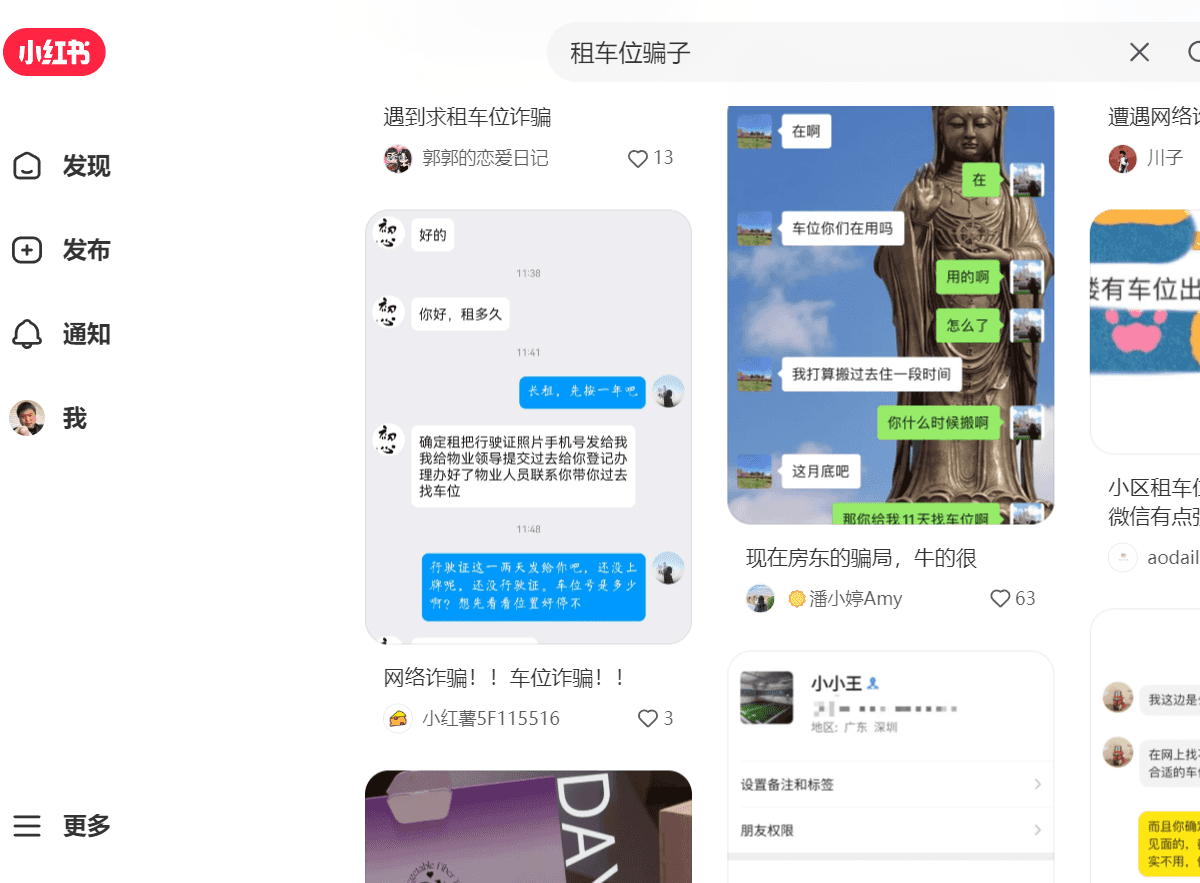 小红书
租车位骗子
发现
发布
通知
我
更多
遇到求租车位诈骗
郭郭的恋爱日记
13
初心
好的
11:38
初心
你好，租多久
11:41
长租，先按一年吧
初心
确定租把行驶证照片手机号发给我
我给物业领导提交过去给你登记办
理办好了物业人员联系你带你过去
找车位
11:48
行驶证这一两天发给你吧，还没上
牌呢，还没行驶证。车位号是多少
啊？想先看看位置好停不
网络诈骗！！车位诈骗！！
小红薯5F115516
3
DAY
getable Fiber
在啊
在
车位你们在用吗
用的啊
怎么了
我打算搬过去住一段时间
你什么时候搬啊
这月底吧
那你给我11天找车位啊
现在房东的骗局，牛的很
潘小婷Amy
63
小小王
地区：广东 深圳
设置备注和标签
朋友权限
遭遇网络
川子
楼有车位出
小区租车位
微信有点
aodail
我这边是
在网上找
合适的车
而且你确
见面的，
实不用，